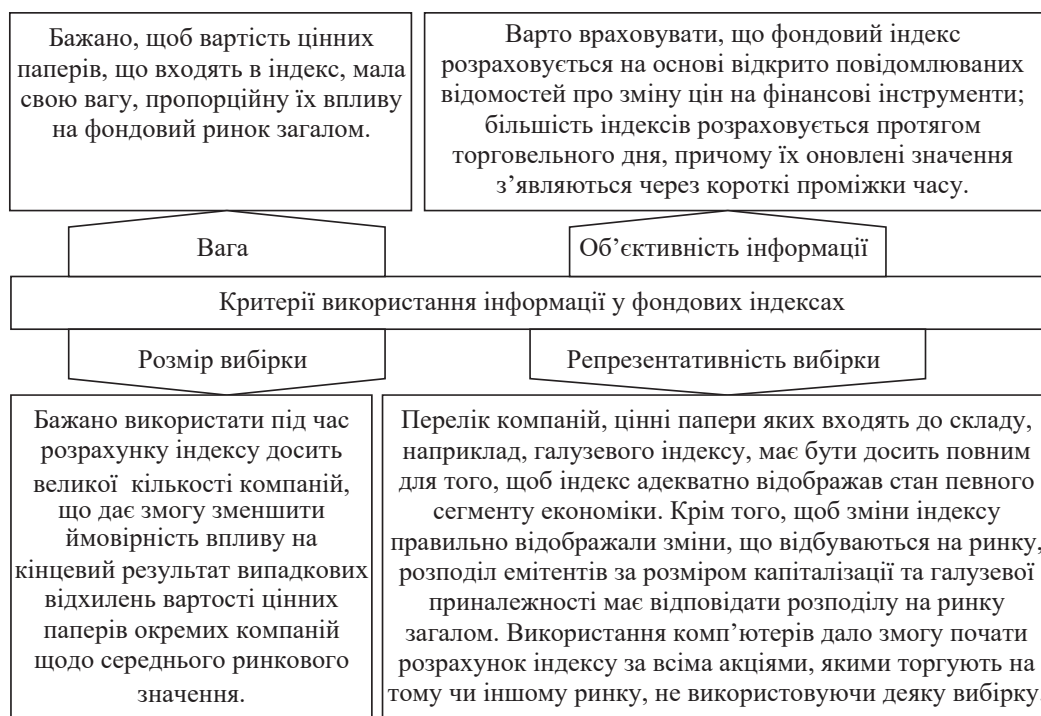 Бажано, щоб вартість цінних
паперів, що входять в індекс, мала
свою вагу, пропорційну їх впливу
на фондовий ринок загалом.
Варто враховувати, що фондовий індекс
розраховується на основі відкрито повідомлюваних
відомостей про зміну цін на фінансові інструменти;
більшість індексів розраховується протягом
торговельного дня, причому їх оновлені значення
з’являються через короткі проміжки часу.
Вага
Об’єктивність інформації
Критерії використання інформації у фондових індексах
Розмір вибірки
Репрезентативність вибірки
Бажано використати під час
розрахунку індексу досить
великої кількості компаній,
що дає змогу зменшити
ймовірність впливу на
кінцевий результат випадкових
відхилень вартості цінних
паперів окремих компаній
щодо середнього ринкового
значення.
Перелік компаній, цінні папери яких входять до складу,
наприклад, галузевого індексу, має бути досить повним
для того, щоб індекс адекватно відображав стан певного
сегменту економіки. Крім того, щоб зміни індексу
правильно відображали зміни, що відбуваються на ринку,
розподіл емітентів за розміром капіталізації та галузевої
приналежності має відповідати розподілу на ринку
загалом. Використання комп’ютерів дало змогу почати
розрахунок індексу за всіма акціями, якими торгують на
тому чи іншому ринку, не використовуючи деяку вибірку.